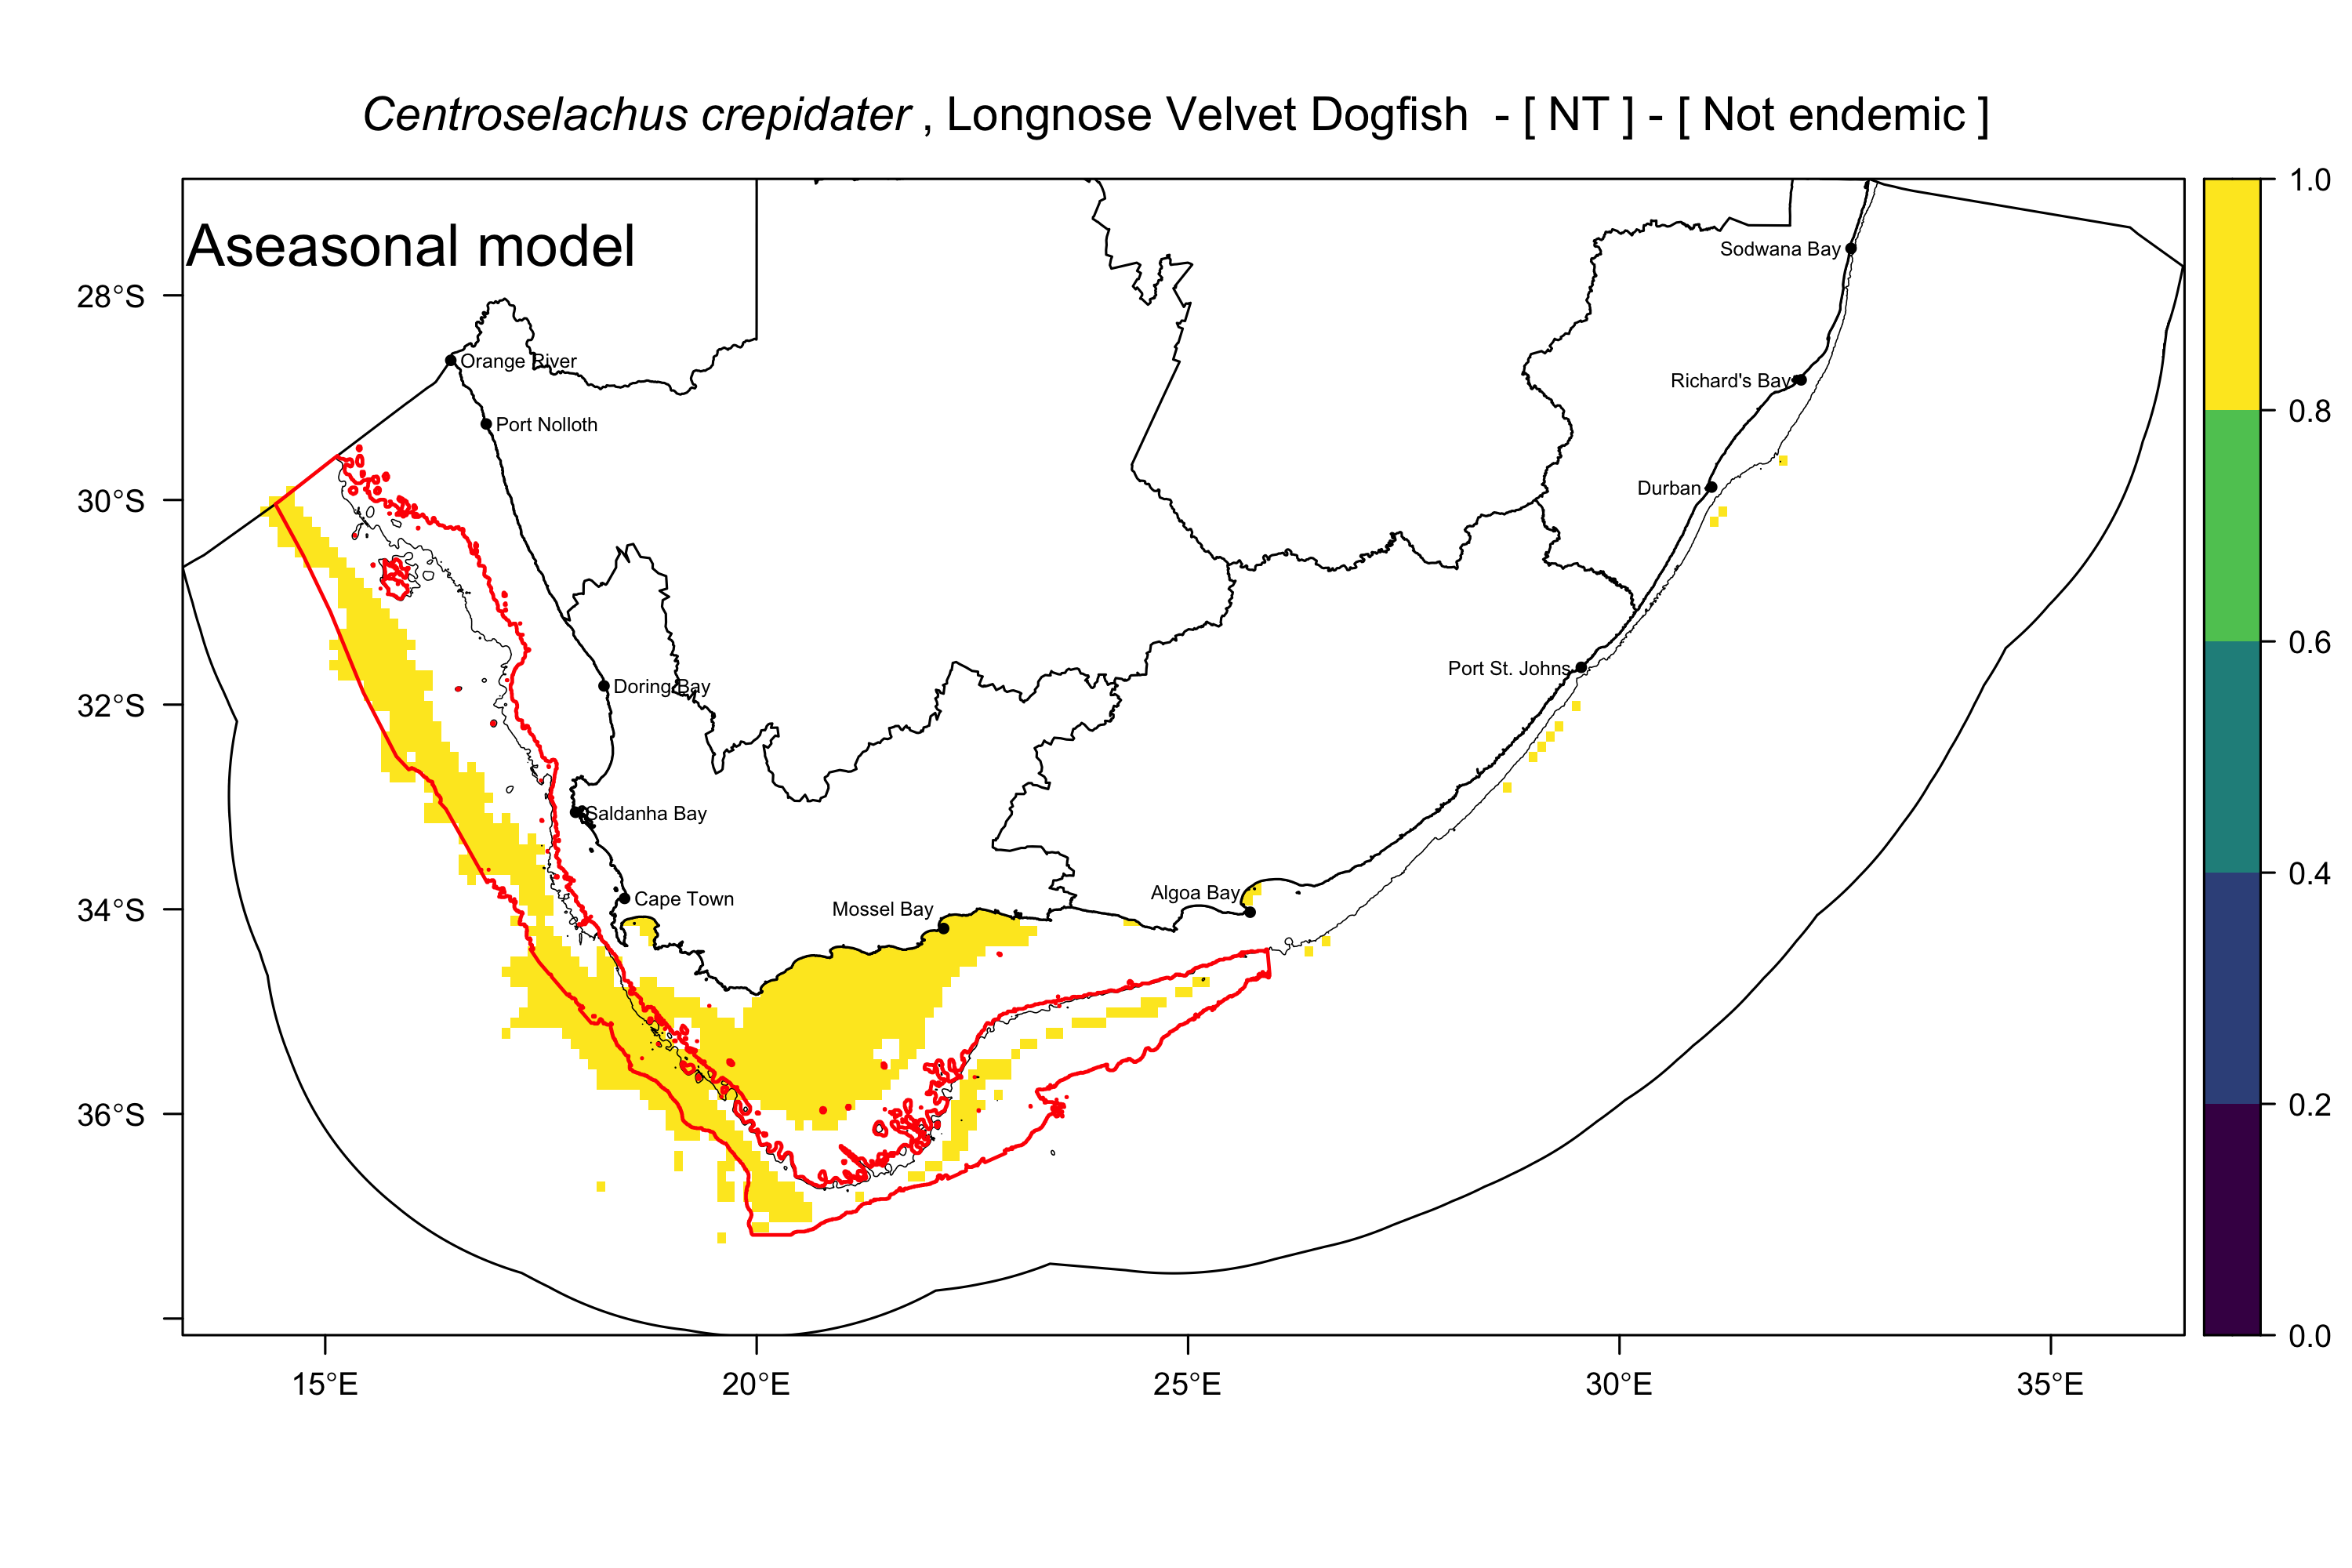 Centroselachus crepidater , Longnose Velvet Dogfish - [ NT ] - [ Not endemic ]
Aseasonal model
1.0
0.8
0.6
0.4
0.2
0.0
28°S
30°S
32°S
34°S
36°S
15°E
20°E
25°E
30°E
35°E
Sodwana Bay
Richard's Bay
Durban
Port St. Johns
Algoa Bay
Mossel Bay
Cape Town
Saldanha Bay
Doring Bay
Port Nolloth
Orange River